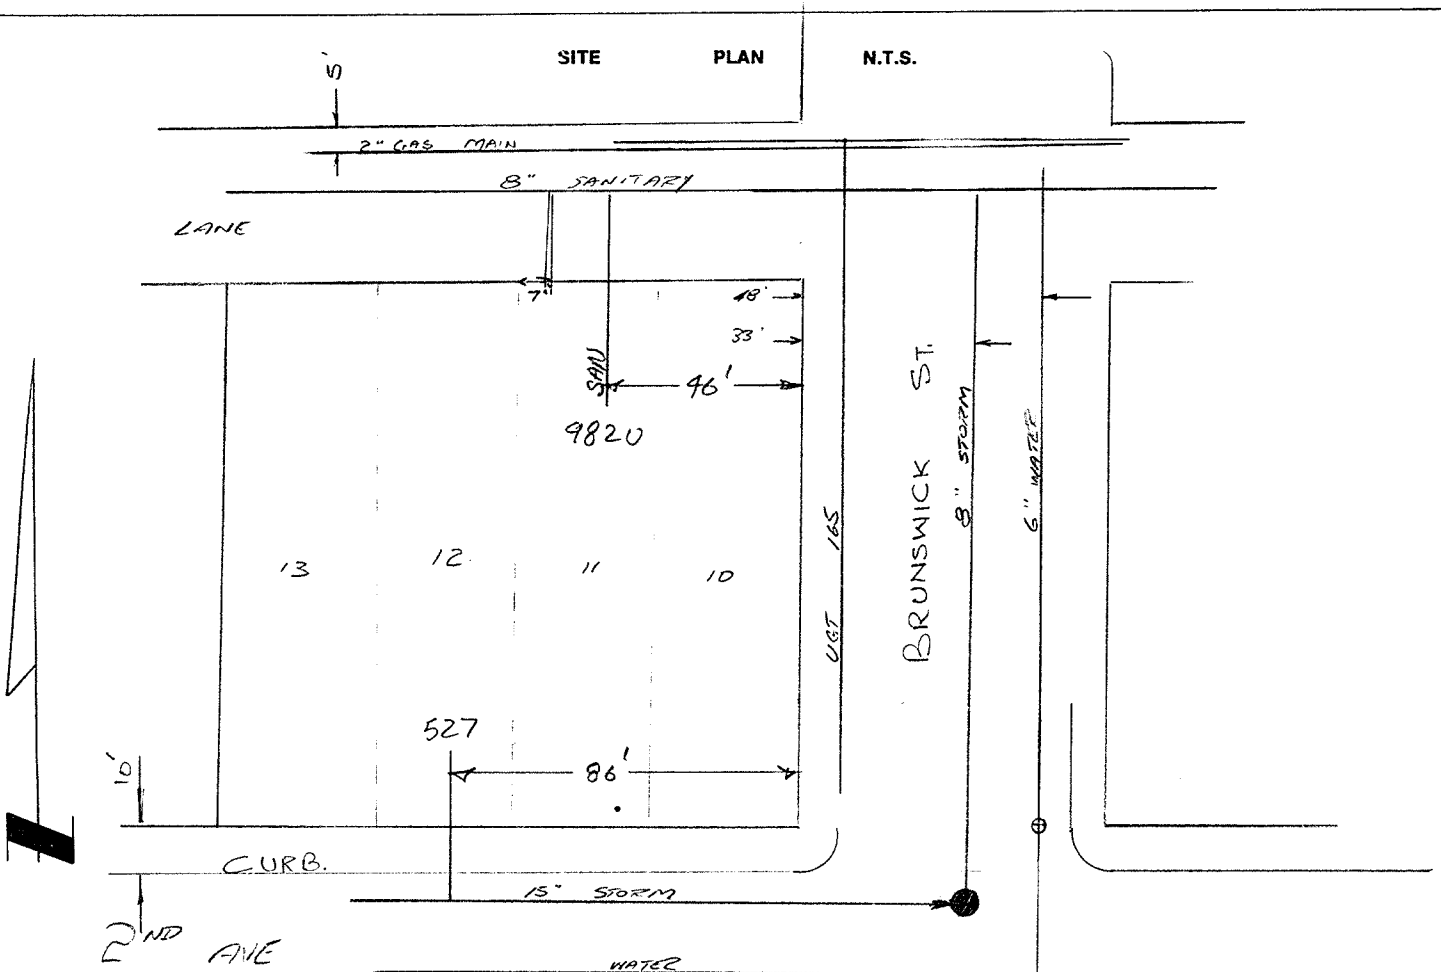 SITE PLAN N.T.S.
5'
2" GAS MAIN
8" SANITARY
LANE
7'
48'
33'
SAN
46'
9820
ST.
BRUNSWICK
8" STORM
6" WATER
UGT 165
13
12
11
10
527
86'
10'
CURB.
15" STORM
2ND AVE
WATER